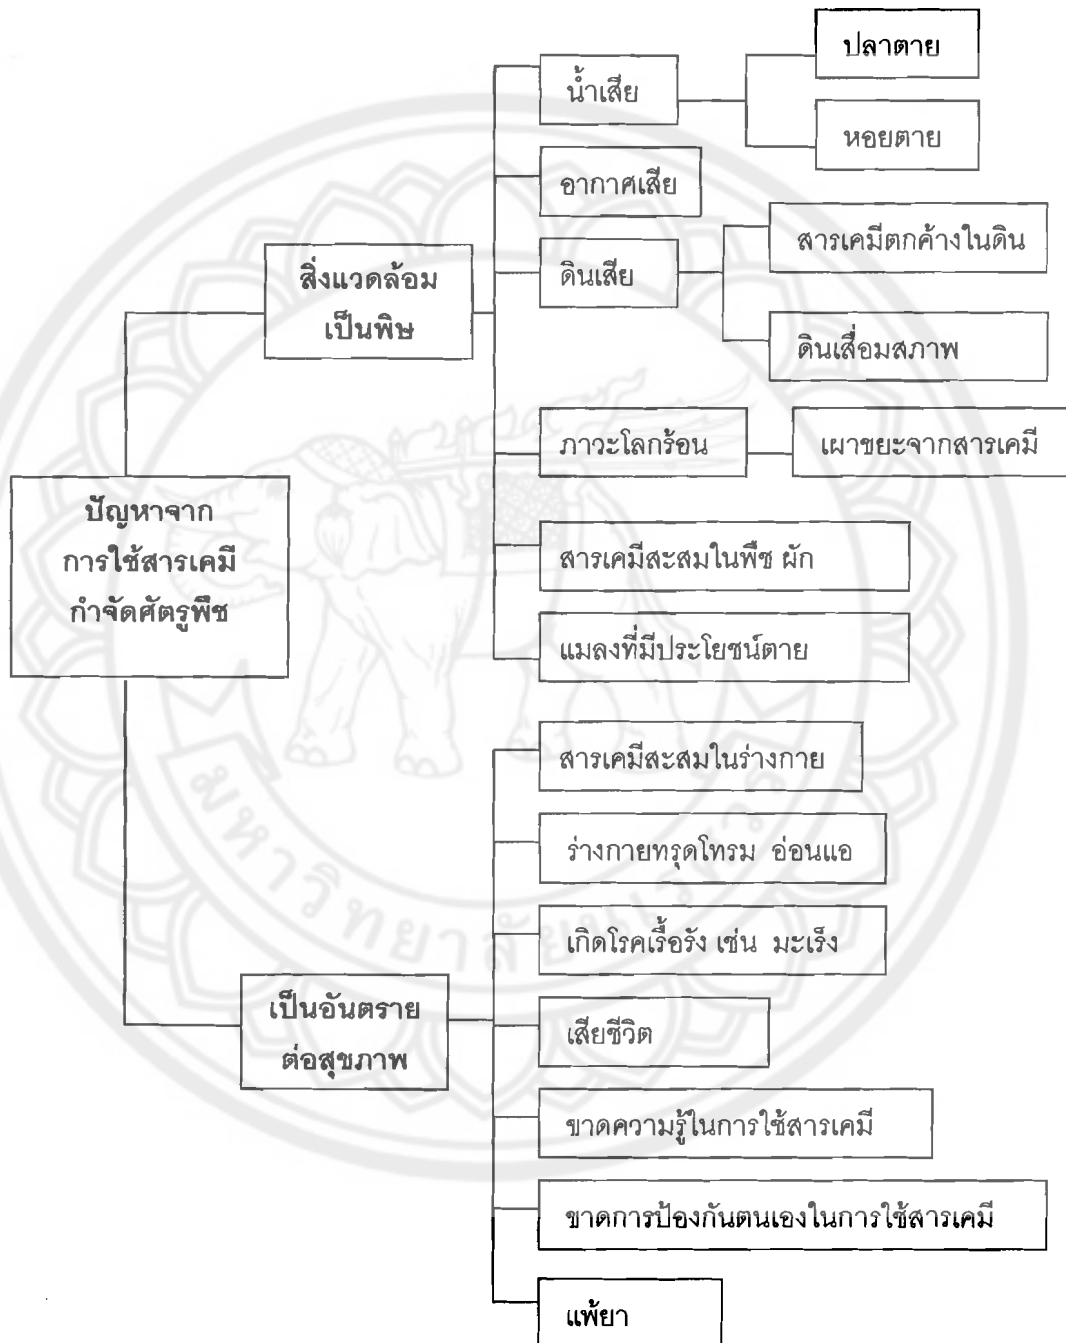 ปัญหาจาก
การใช้สารเคมี
กำจัดศัตรูพืช
สิ่งแวดล้อม
เป็นพิษ
น้ำเสีย
ปลาตาย
หอยตาย
อากาศเสีย
ดินเสีย
สารเคมีตกค้างในดิน
ดินเสื่อมสภาพ
ภาวะโลกร้อน
เผาขยะจากสารเคมี
สารเคมีสะสมในพืช ผัก
แมลงที่มีประโยชน์ตาย
เป็นอันตราย
ต่อสุขภาพ
สารเคมีสะสมในร่างกาย
ร่างกายทรุดโทรม อ่อนแอ
เกิดโรคเรื้อรัง เช่น มะเร็ง
เสียชีวิต
ขาดความรู้ในการใช้สารเคมี
ขาดการป้องกันตนเองในการใช้สารเคมี
แพ้ยา
มหาวิทยาลัย